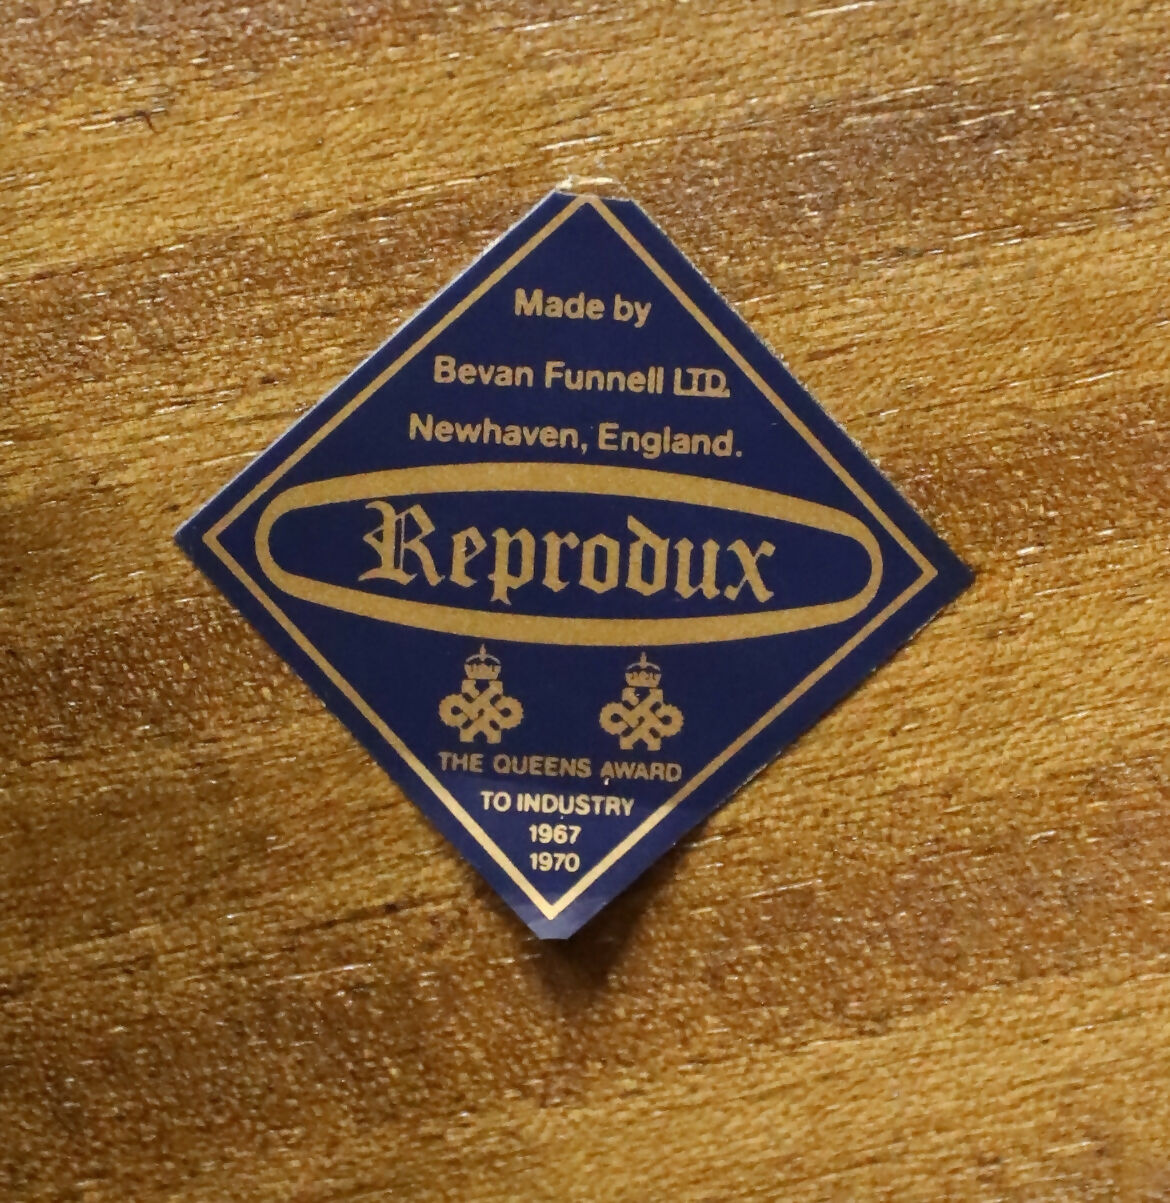 Made by
Bevan Funnell LTD.
Newhaven, England.
Reprodux
THE QUEENS AWARD
TO INDUSTRY
1967
1970